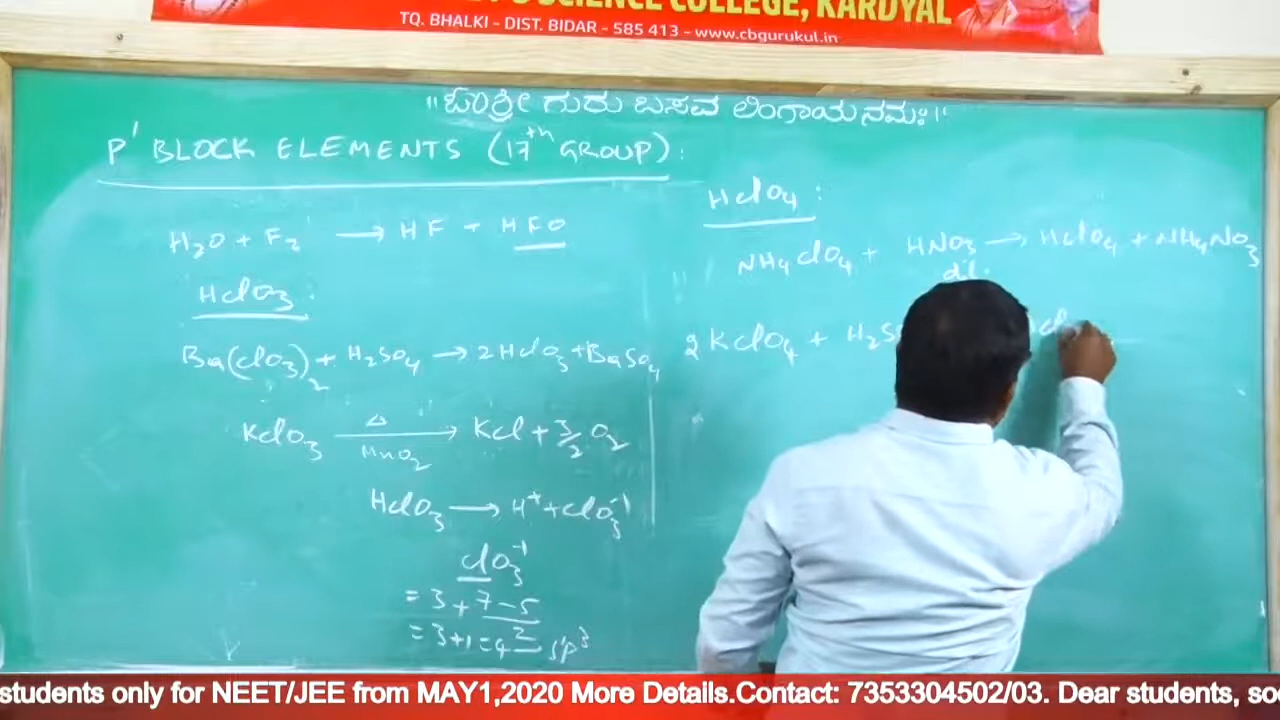 SCIENCE COLLEGE, KARDYAL
TQ. BHALKI - DIST. BIDAR - 585 413 - www.cbgurukul.in
"ಓಂ ಶ್ರೀ ಗುರು ಬಸವ ಲಿಂಗಾಯ ನಮಃ"
P' BLOCK ELEMENTS (17th GROUP):
H2O + F2 → HF + HFO
HClO3:
Ba(ClO3)2 + H2SO4 → 2HClO3 + BaSO4
KClO3 Δ MnO2 → KCl + 3/2 O2
HClO3 → H+ + ClO3-1
ClO3-1
= 3 + 7-5/2
= 3+1 = 4 sp3
HClO4:
NH4ClO4 + HNO3 → HClO4 + NH4NO3
dil.
2KClO4 + H2S
students only for NEET/JEE from MAY1,2020 More Details.Contact: 7353304502/03. Dear students,